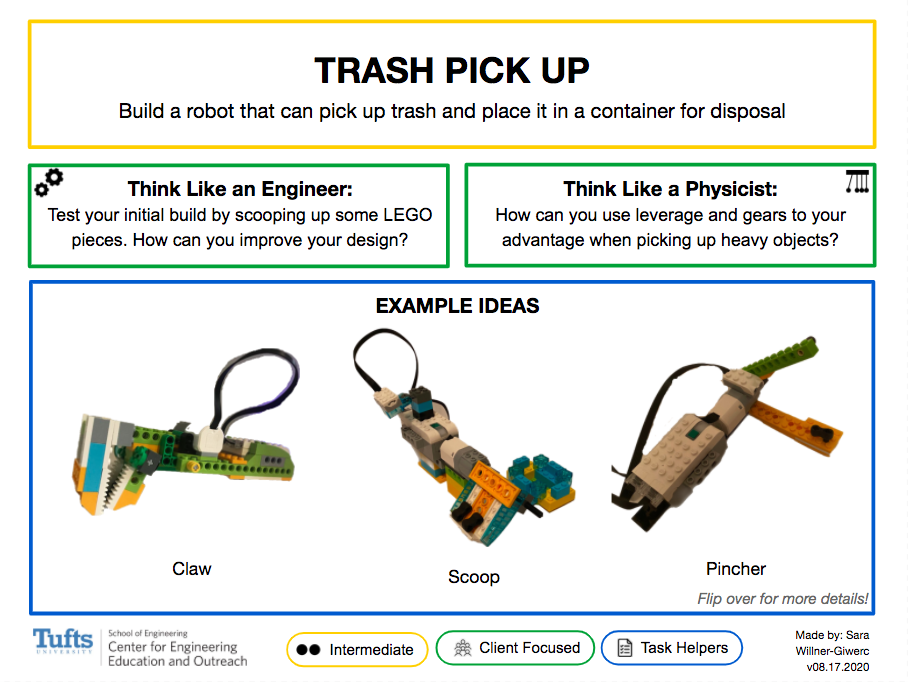 TRASH PICK UP
Build a robot that can pick up trash and place it in a container for disposal
Think Like an Engineer:
Test your initial build by scooping up some LEGO
pieces. How can you improve your design?
Think Like a Physicist:
How can you use leverage and gears to your
advantage when picking up heavy objects?
EXAMPLE IDEAS
Claw
Scoop
Pincher
Flip over for more details!
Tufts
UNIVERSITY
School of Engineering
Center for Engineering
Education and Outreach
Intermediate
Client Focused
Task Helpers
Made by: Sara
Willner-Giwerc
v08.17.2020